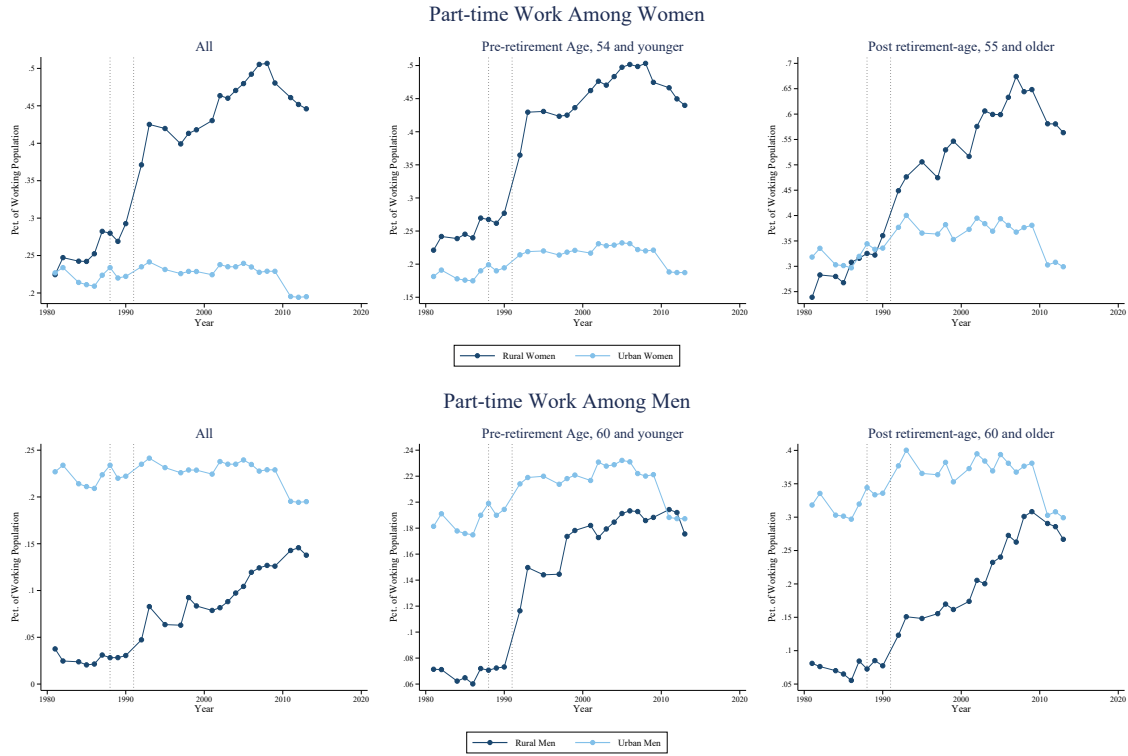 Part-time Work Among Women
All
Pct. of Working Population
.5
.45
.4
.35
.3
.25
.2
1980 1990 2000 2010 2020
Year
Pre-retirement Age, 54 and younger
Pct. of Working Population
.5
.45
.4
.35
.3
.25
.2
.15
1980 1990 2000 2010 2020
Year
Post retirement-age, 55 and older
Pct. of Working Population
.7
.65
.6
.55
.5
.45
.4
.35
.3
.25
1980 1990 2000 2010 2020
Year
Rural Women Urban Women
Part-time Work Among Men
All
Pct. of Working Population
.25
.2
.15
.1
.05
0
1980 1990 2000 2010 2020
Year
Pre-retirement Age, 60 and younger
Pct. of Working Population
.24
.22
.2
.18
.16
.14
.12
.1
.08
.06
1980 1990 2000 2010 2020
Year
Post retirement-age, 60 and older
Pct. of Working Population
.4
.35
.3
.25
.2
.15
.1
.05
1980 1990 2000 2010 2020
Year
Rural Men Urban Men